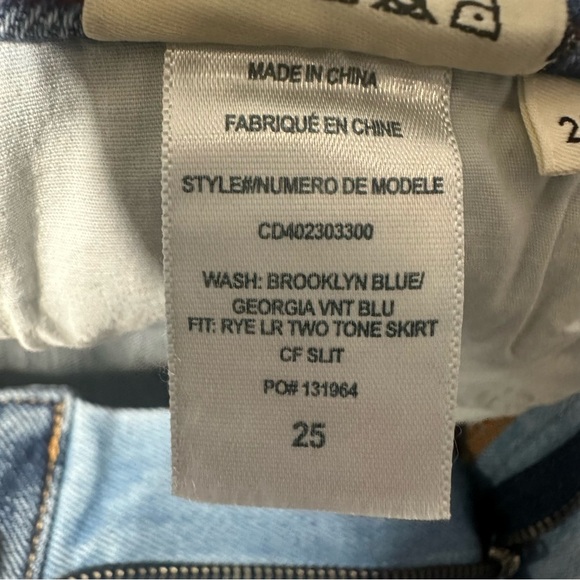 MADE IN CHINA
FABRIQUÉ EN CHINE
STYLE#/NUMERO DE MODELE
CD402303300
WASH: BROOKLYN BLUE/
GEORGIA VNT BLU
FIT: RYE LR TWO TONE SKIRT
CF SLIT
PO# 131964
25
2